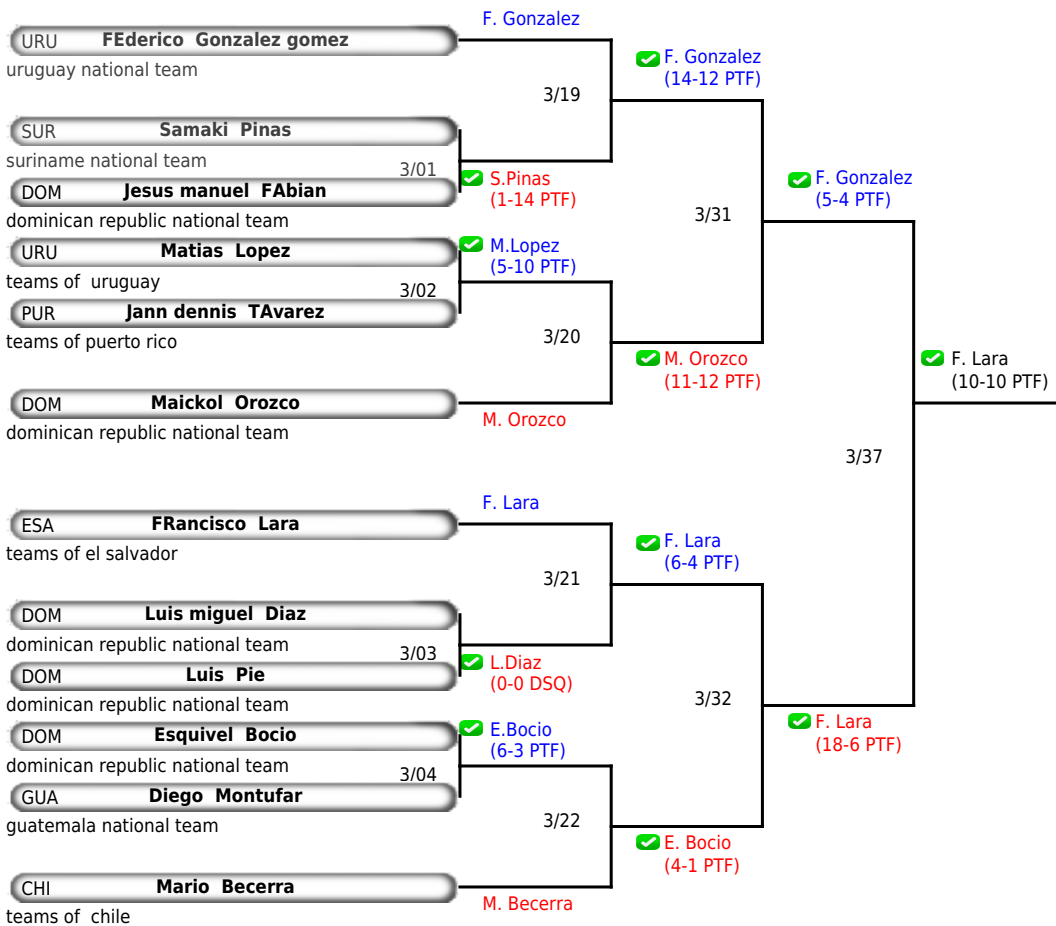 F. Gonzalez
URU FEderico Gonzalez gomez
uruguay national team
F. Gonzalez
(14-12 PTF)
3/19
SUR Samaki Pinas
suriname national team
3/01
S.Pinas
(1-14 PTF)
DOM Jesus manuel FAbian
dominican republic national team
F. Gonzalez
(5-4 PTF)
3/31
URU Matias Lopez
teams of uruguay
M.Lopez
(5-10 PTF)
3/02
PUR Jann dennis TAvarez
teams of puerto rico
3/20
M. Orozco
(11-12 PTF)
F. Lara
(10-10 PTF)
DOM Maickol Orozco
dominican republic national team
M. Orozco
3/37
F. Lara
ESA FRancisco Lara
teams of el salvador
F. Lara
(6-4 PTF)
3/21
DOM Luis miguel Diaz
dominican republic national team
3/03
L.Diaz
(0-0 DSQ)
DOM Luis Pie
dominican republic national team
3/32
F. Lara
(18-6 PTF)
DOM Esquivel Bocio
dominican republic national team
E.Bocio
(6-3 PTF)
3/04
GUA Diego Montufar
guatemala national team
3/22
E. Bocio
(4-1 PTF)
CHI Mario Becerra
teams of chile
M. Becerra